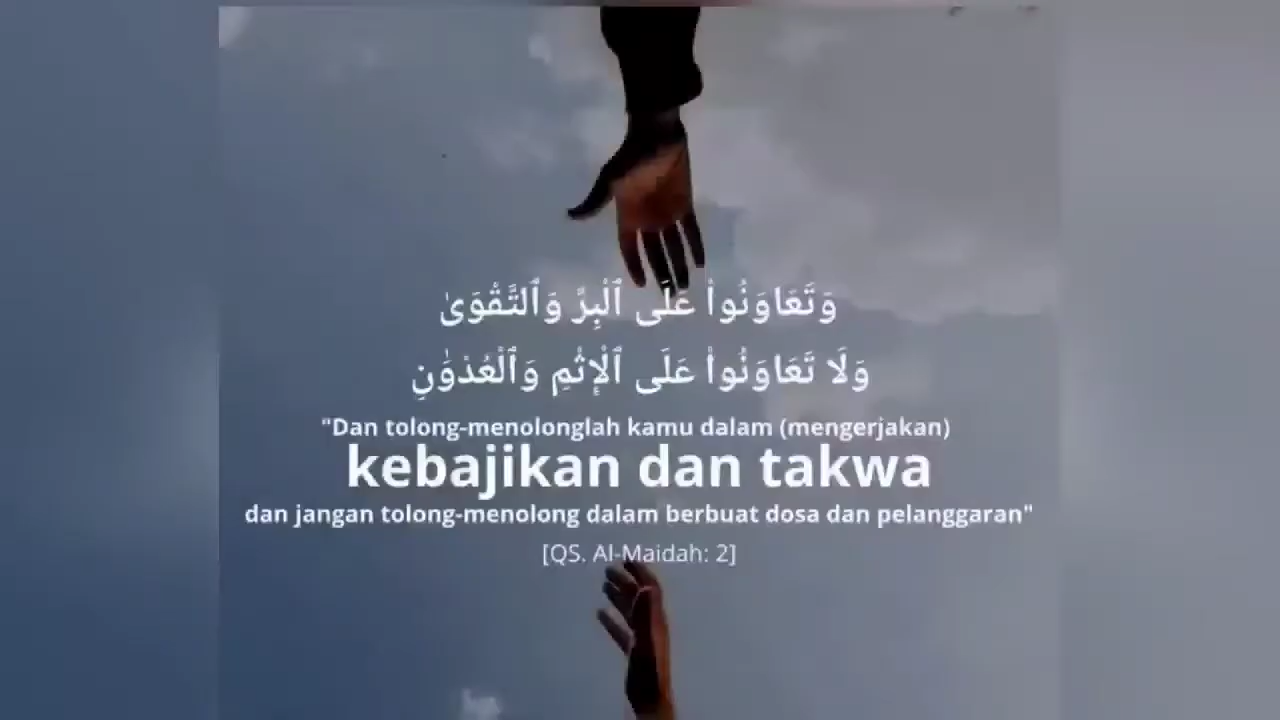 وَتَعَاوَنُوا۟ عَلَى ٱلْبِرِّ وَٱلتَّقْوَىٰ
وَلَا تَعَاوَنُوا۟ عَلَى ٱلْإِثْمِ وَٱلْعُدْوَٰنِ
"Dan tolong-menolonglah kamu dalam (mengerjakan)
kebajikan dan takwa
dan jangan tolong-menolong dalam berbuat dosa dan pelanggaran"
[QS. Al-Maidah: 2]